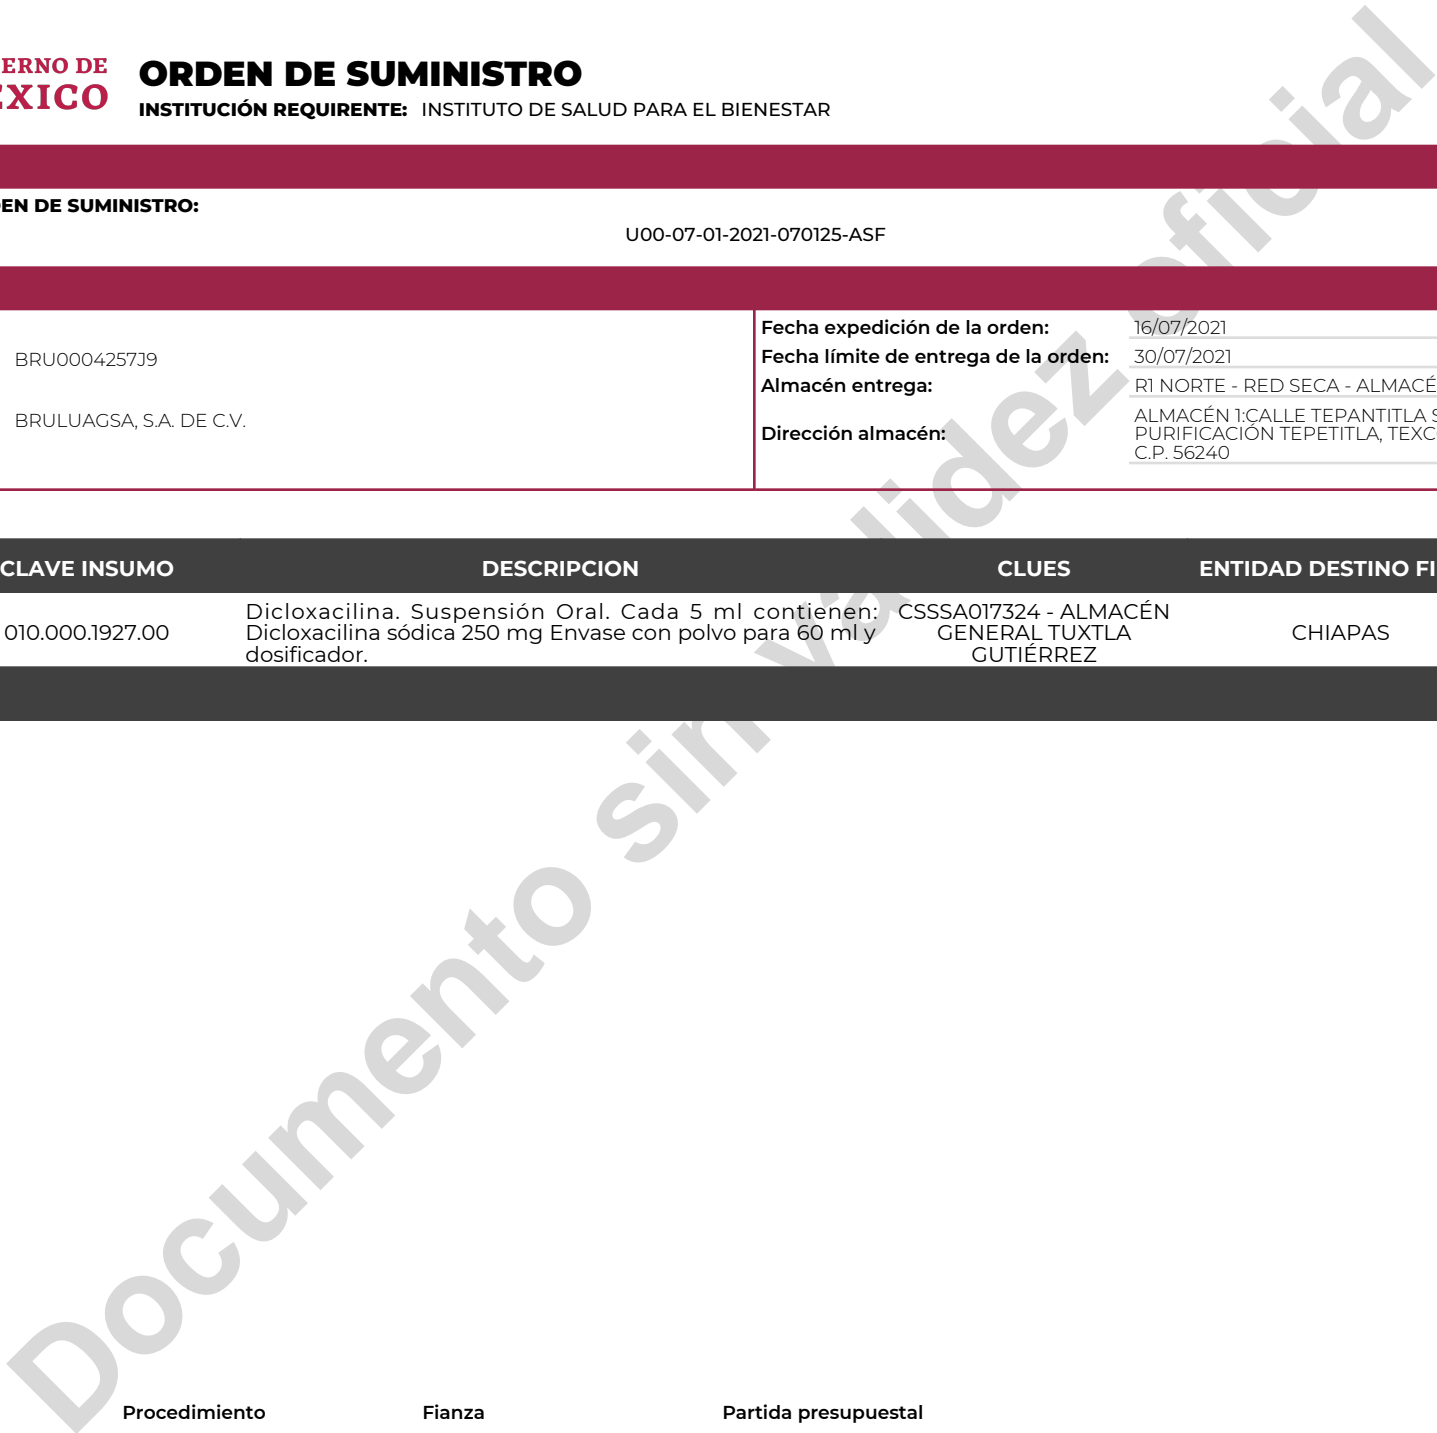 ERNO DE
ÉXICO
ORDEN DE SUMINISTRO
INSTITUCIÓN REQUIRENTE: INSTITUTO DE SALUD PARA EL BIENESTAR
EN DE SUMINISTRO:
U00-07-01-2021-070125-ASF
BRU0004257J9
BRULUAGSA, S.A. DE C.V.
Fecha expedición de la orden: 16/07/2021
Fecha límite de entrega de la orden: 30/07/2021
Almacén entrega: R1 NORTE - RED SECA - ALMACÉ
Dirección almacén: ALMACÉN 1:CALLE TEPANTITLA S
PURIFICACIÓN TEPETITLA, TEXC
C.P. 56240
CLAVE INSUMO DESCRIPCION CLUES ENTIDAD DESTINO FI
010.000.1927.00
Dicloxacilina. Suspensión Oral. Cada 5 ml contienen:
Dicloxacilina sódica 250 mg Envase con polvo para 60 ml y
dosificador.
CSSSA017324 - ALMACÉN
GENERAL TUXTLA
GUTIÉRREZ
CHIAPAS
Documento sin validez oficial
Procedimiento Fianza Partida presupuestal